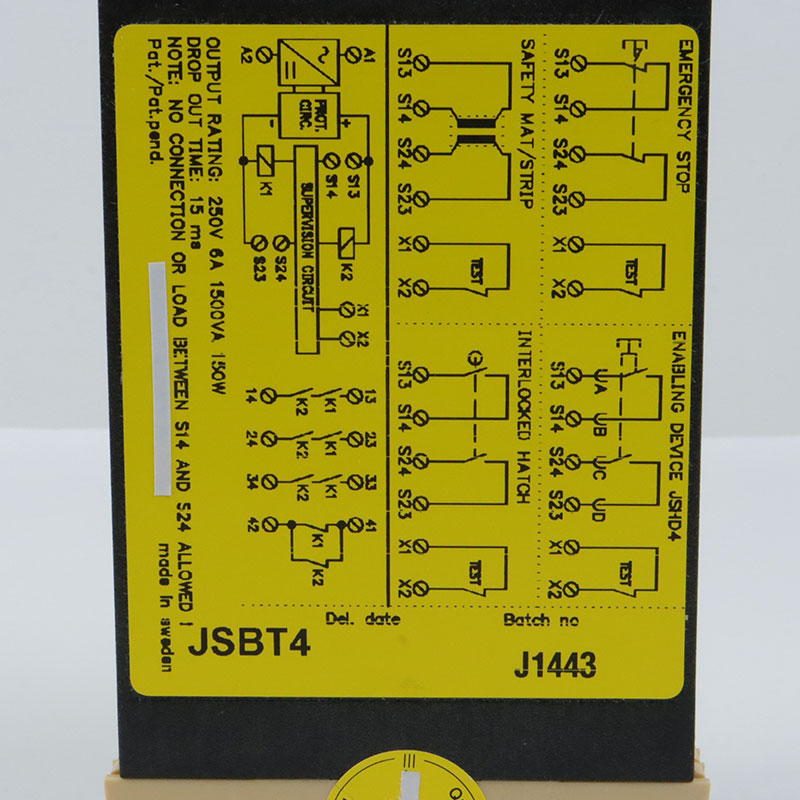 EMERGENCY STOP
S13
S14
S24
S23
X1
X2
TEST
ENABLING DEVICE JSHD4
S13
UA
S14
UB
S24
UC
S23
UD
X1
X2
TEST
SAFETY MAT/STRIP
S13
S14
S24
S23
X1
X2
TEST
INTERLOCKED HATCH
S13
S14
S24
S23
X1
X2
TEST
A1
A2
PROT.
CIRC.
-
+
K1
S14
S13
SUPERVISION CIRCUIT
K2
S23
S24
X1
X2
13
K1
K2
14
23
K1
K2
24
33
K1
K2
34
41
K1
K2
42
OUTPUT RATING: 250V 6A 1500VA 150W
DROP OUT TIME: 15 ms
NOTE: NO CONNECTION OR LOAD BETWEEN S14 AND S24 ALLOWED !
Pat./Pat.pend.
made in sweden
Del. date
Batch no
JSBT4
J1443